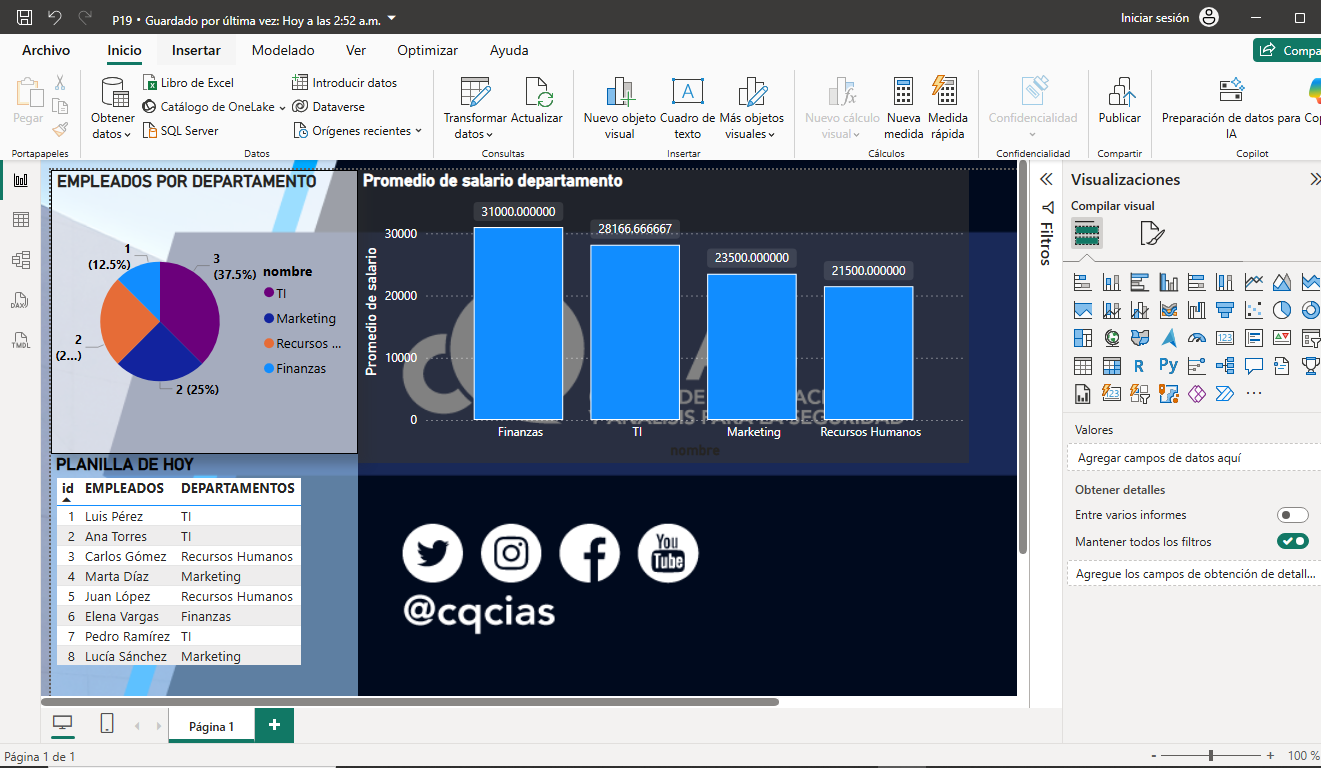 P19 • Guardado por última vez: Hoy a las 2:52 a.m.
Iniciar sesión
Archivo
Inicio
Insertar
Modelado
Ver
Optimizar
Ayuda
Compa
Pegar
Portapapeles
Obtener datos
Libro de Excel
Catálogo de OneLake
SQL Server
Introducir datos
Dataverse
Orígenes recientes
Datos
Transformar datos
Actualizar
Consultas
Nuevo objeto visual
Cuadro de texto
Más objetos visuales
Insertar
Nuevo cálculo visual
Nueva medida
Medida rápida
Cálculos
Confidencialidad
Confidencialidad
Publicar
Compartir
Preparación de datos para IA
Cop
Copilot
EMPLEADOS POR DEPARTAMENTO
1
(12.5%)
3
(37.5%)
2
(2...)
2 (25%)
nombre
TI
Marketing
Recursos ...
Finanzas
Promedio de salario departamento
Promedio de salario
30000
20000
10000
0
31000.000000
28166.666667
23500.000000
21500.000000
Finanzas
TI
Marketing
Recursos Humanos
nombre
PLANILLA DE HOY
id EMPLEADOS DEPARTAMENTOS
1 Luis Pérez TI
2 Ana Torres TI
3 Carlos Gómez Recursos Humanos
4 Marta Díaz Marketing
5 Juan López Recursos Humanos
6 Elena Vargas Finanzas
7 Pedro Ramírez TI
8 Lucía Sánchez Marketing
You
Tube
@cqcias
Filtros
Visualizaciones
Compilar visual
R
Py
123
Valores
Agregar campos de datos aquí
Obtener detalles
Entre varios informes
Mantener todos los filtros
Agregue los campos de obtención de detall...
DAX
TMDL
Página 1
Página 1 de 1
- + 100 %